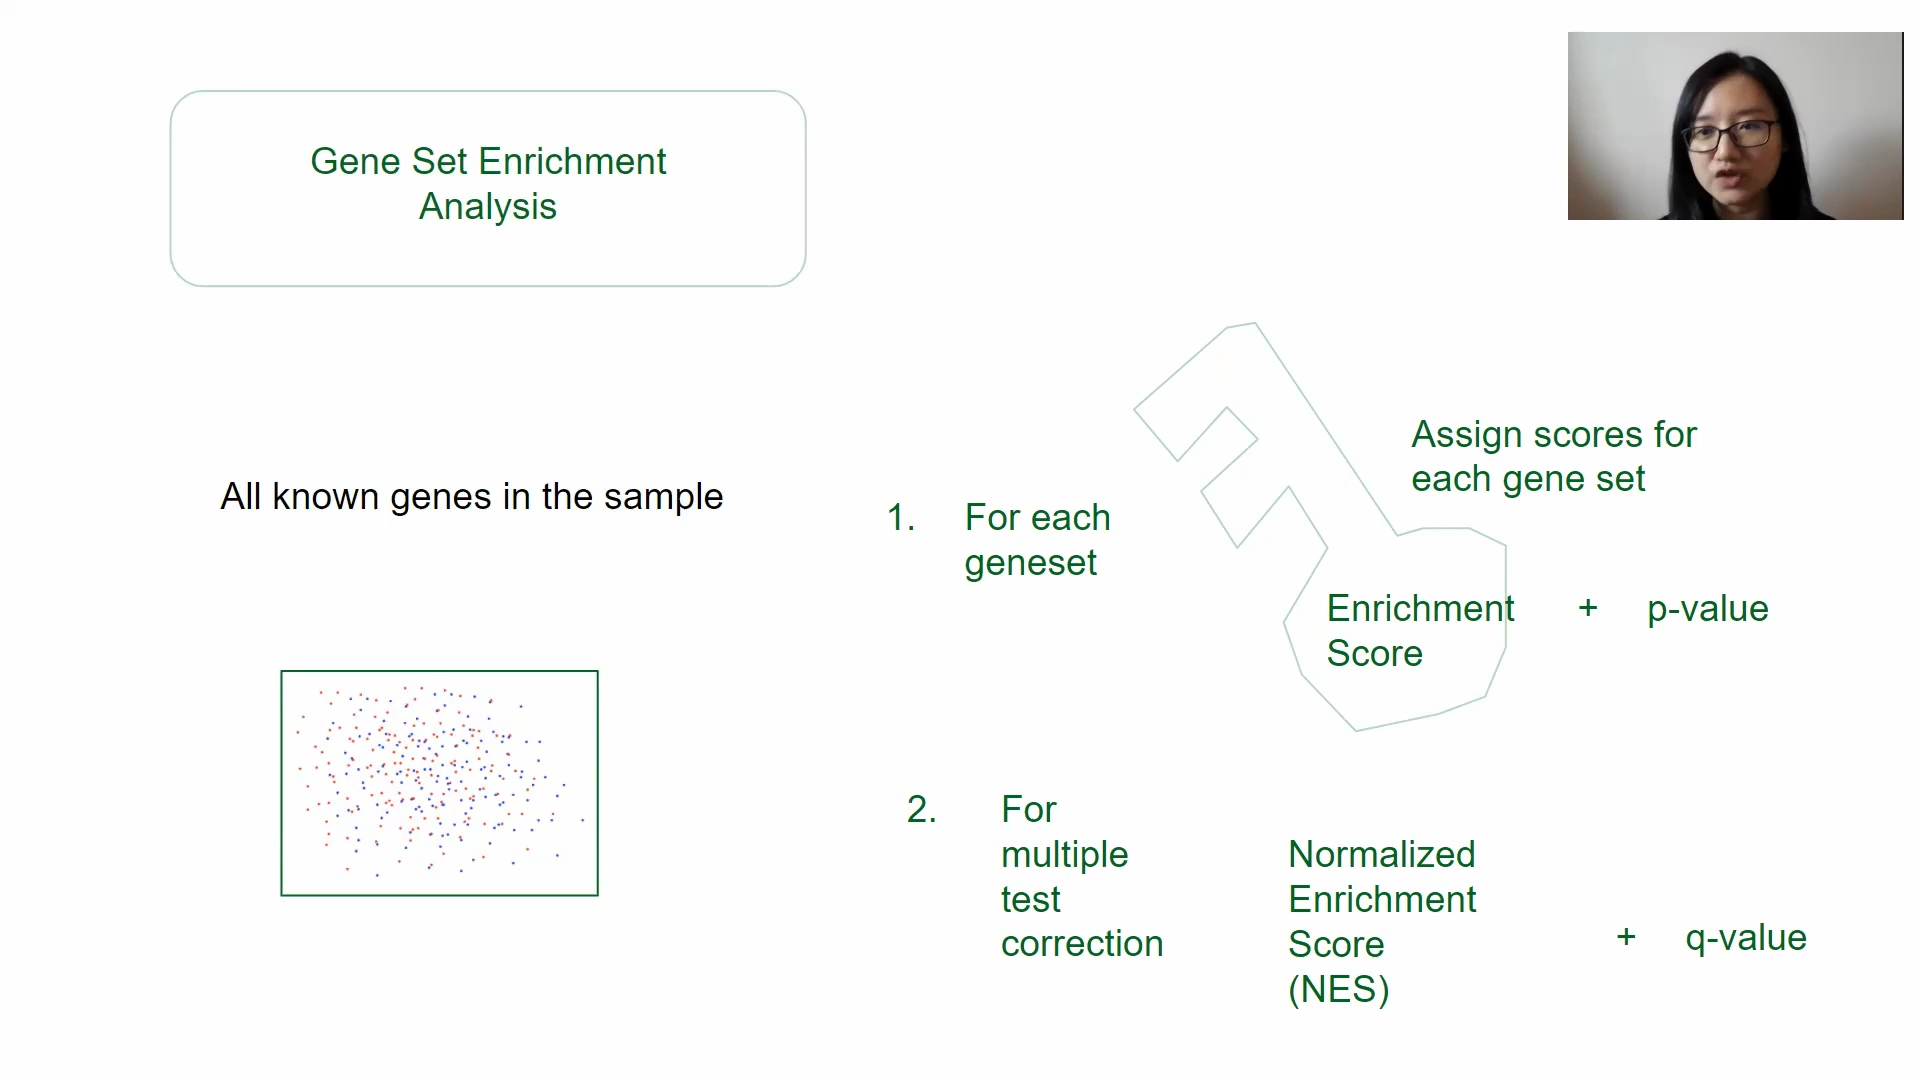 Gene Set Enrichment
Analysis
All known genes in the sample
Assign scores for
each gene set
1. For each
geneset
Enrichment + p-value
Score
2. For
multiple
test
correction
Normalized
Enrichment
Score
(NES)
+ q-value